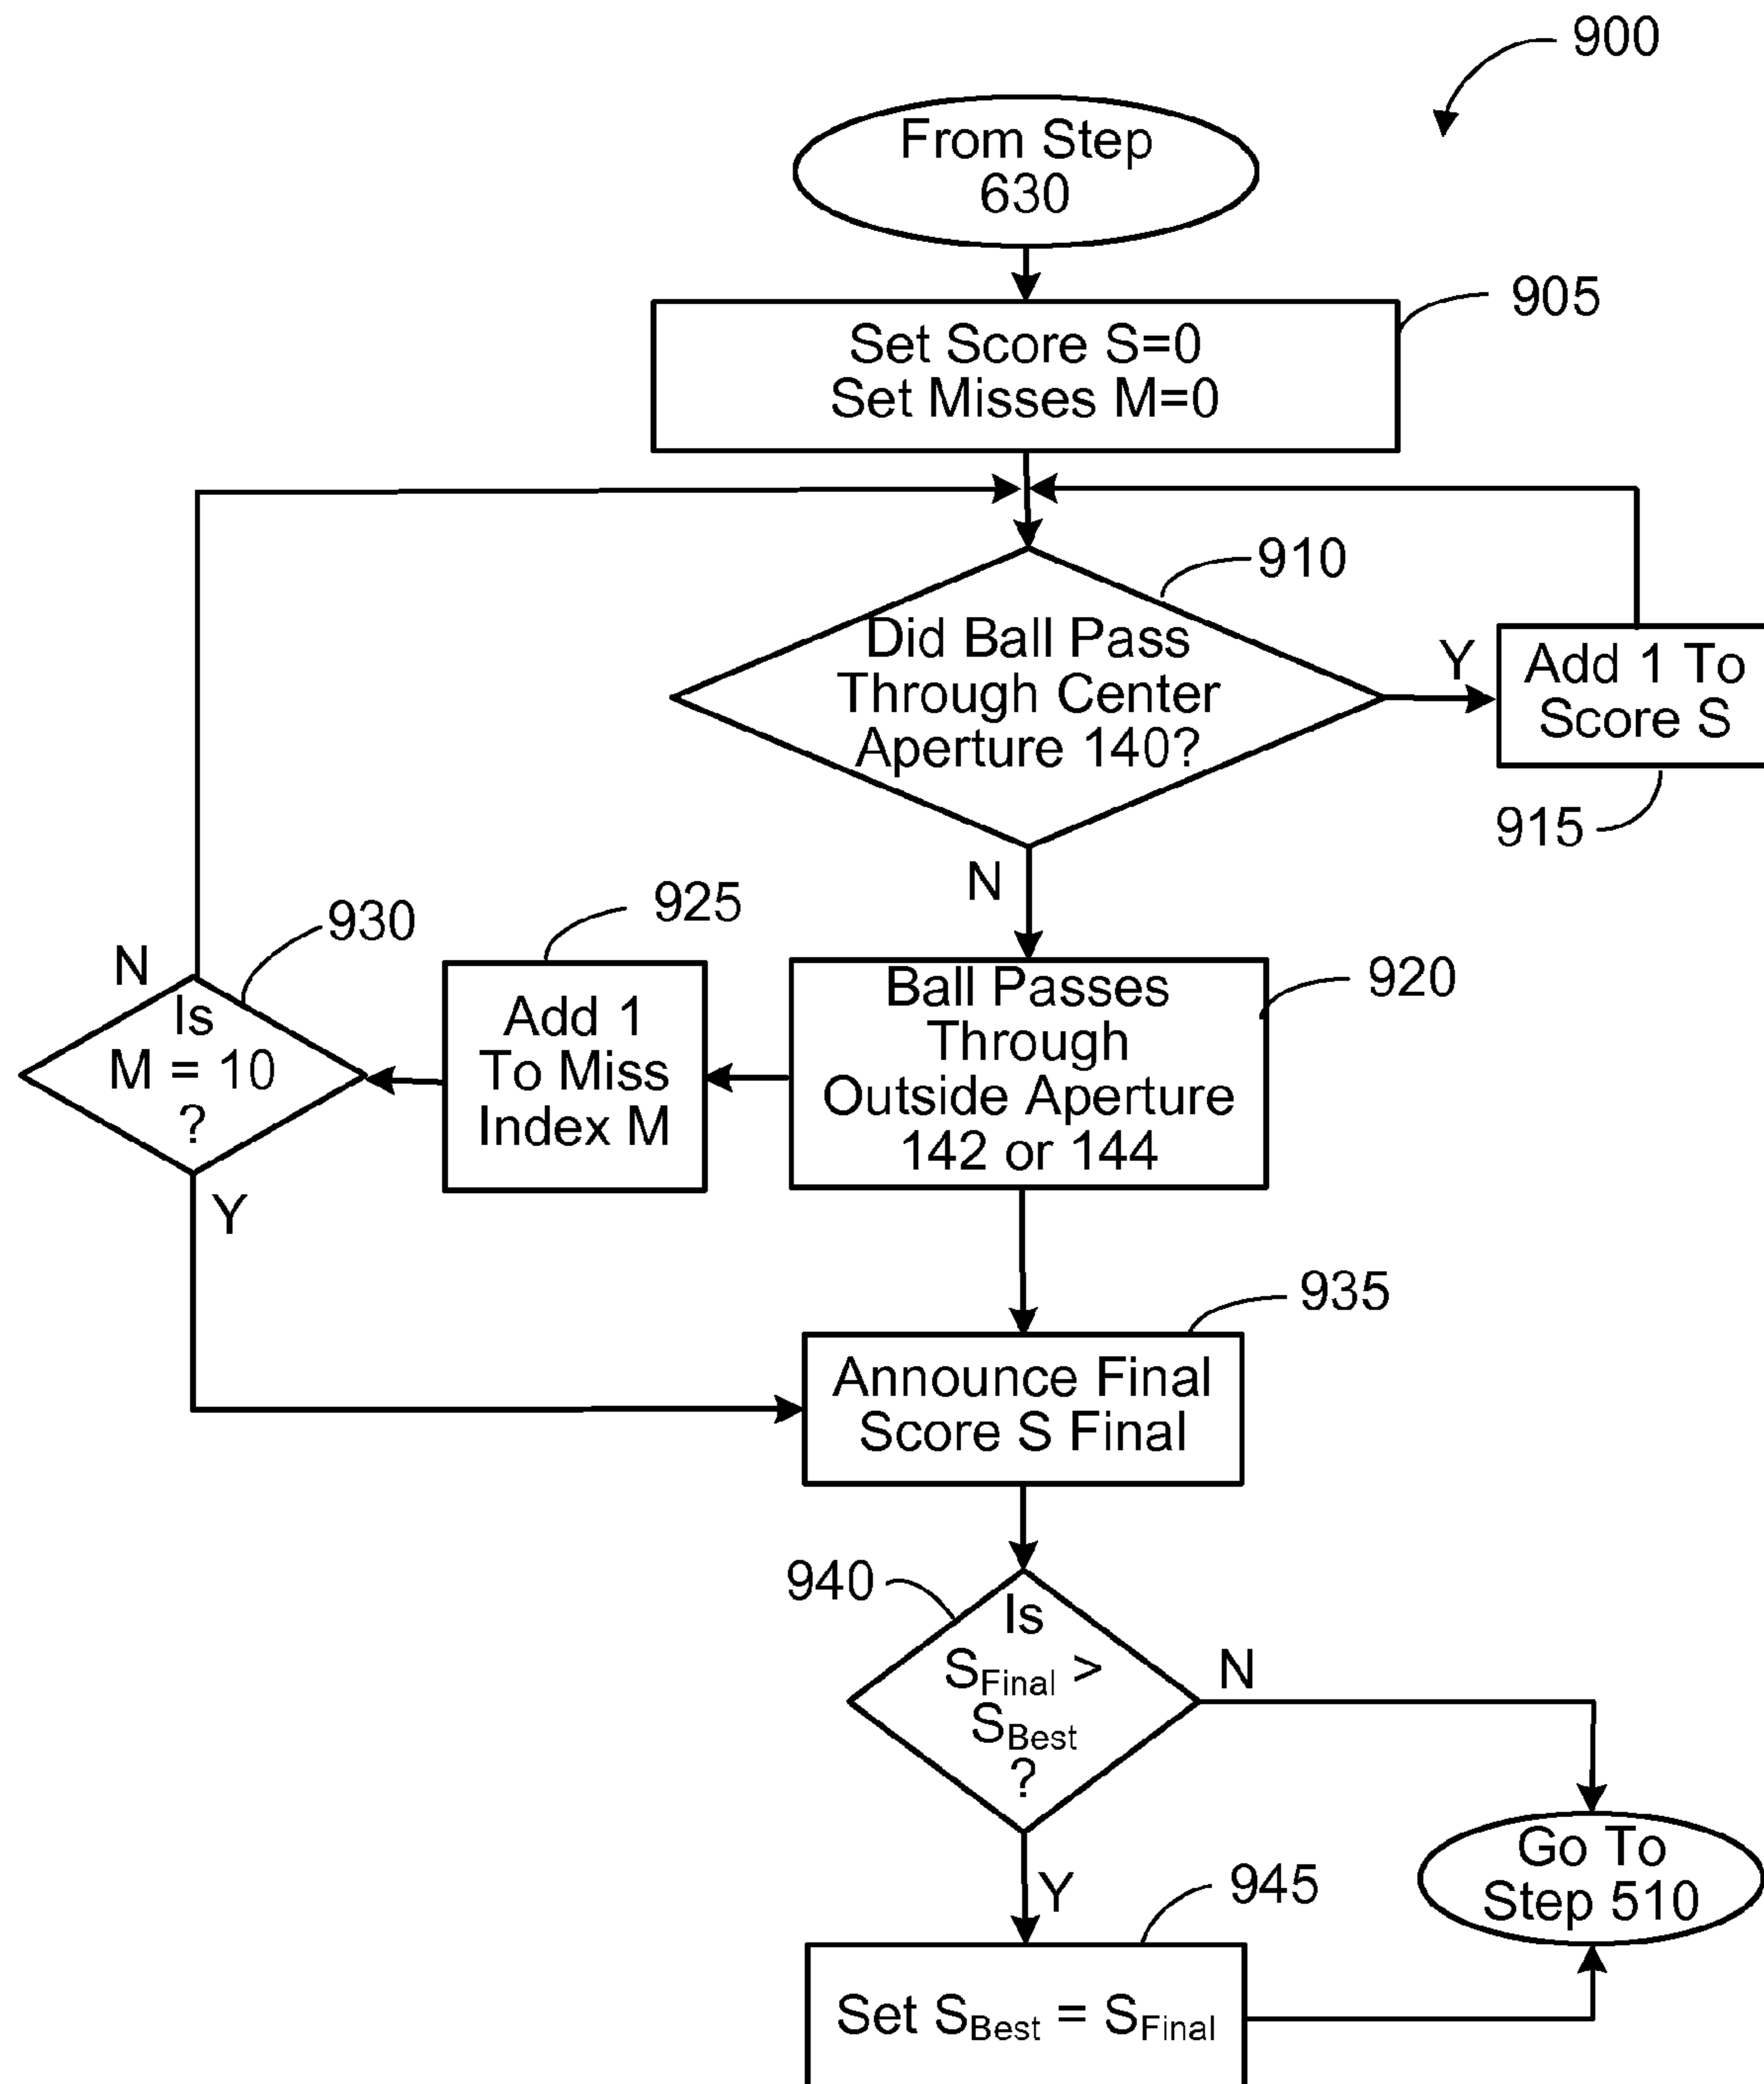 900
From Step
630
905
Set Score S=0
Set Misses M=0
910
Did Ball Pass
Through Center
Aperture 140?
Y
Add 1 To
Score S
915
N
930
925
920
N
Is
M = 10
?
Add 1
To Miss
Index M
Ball Passes
Through
Outside Aperture
142 or 144
Y
935
Announce Final
Score S Final
940
Is
SFinal >
SBest
?
N
Go To
Step 510
Y
945
Set SBest = SFinal